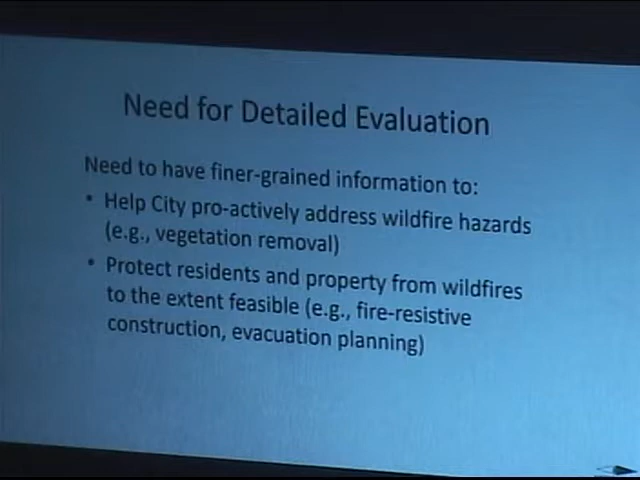 Need for Detailed Evaluation
Need to have finer-grained information to:
• Help City pro-actively address wildfire hazards
(e.g., vegetation removal)
• Protect residents and property from wildfires
to the extent feasible (e.g., fire-resistive
construction, evacuation planning)